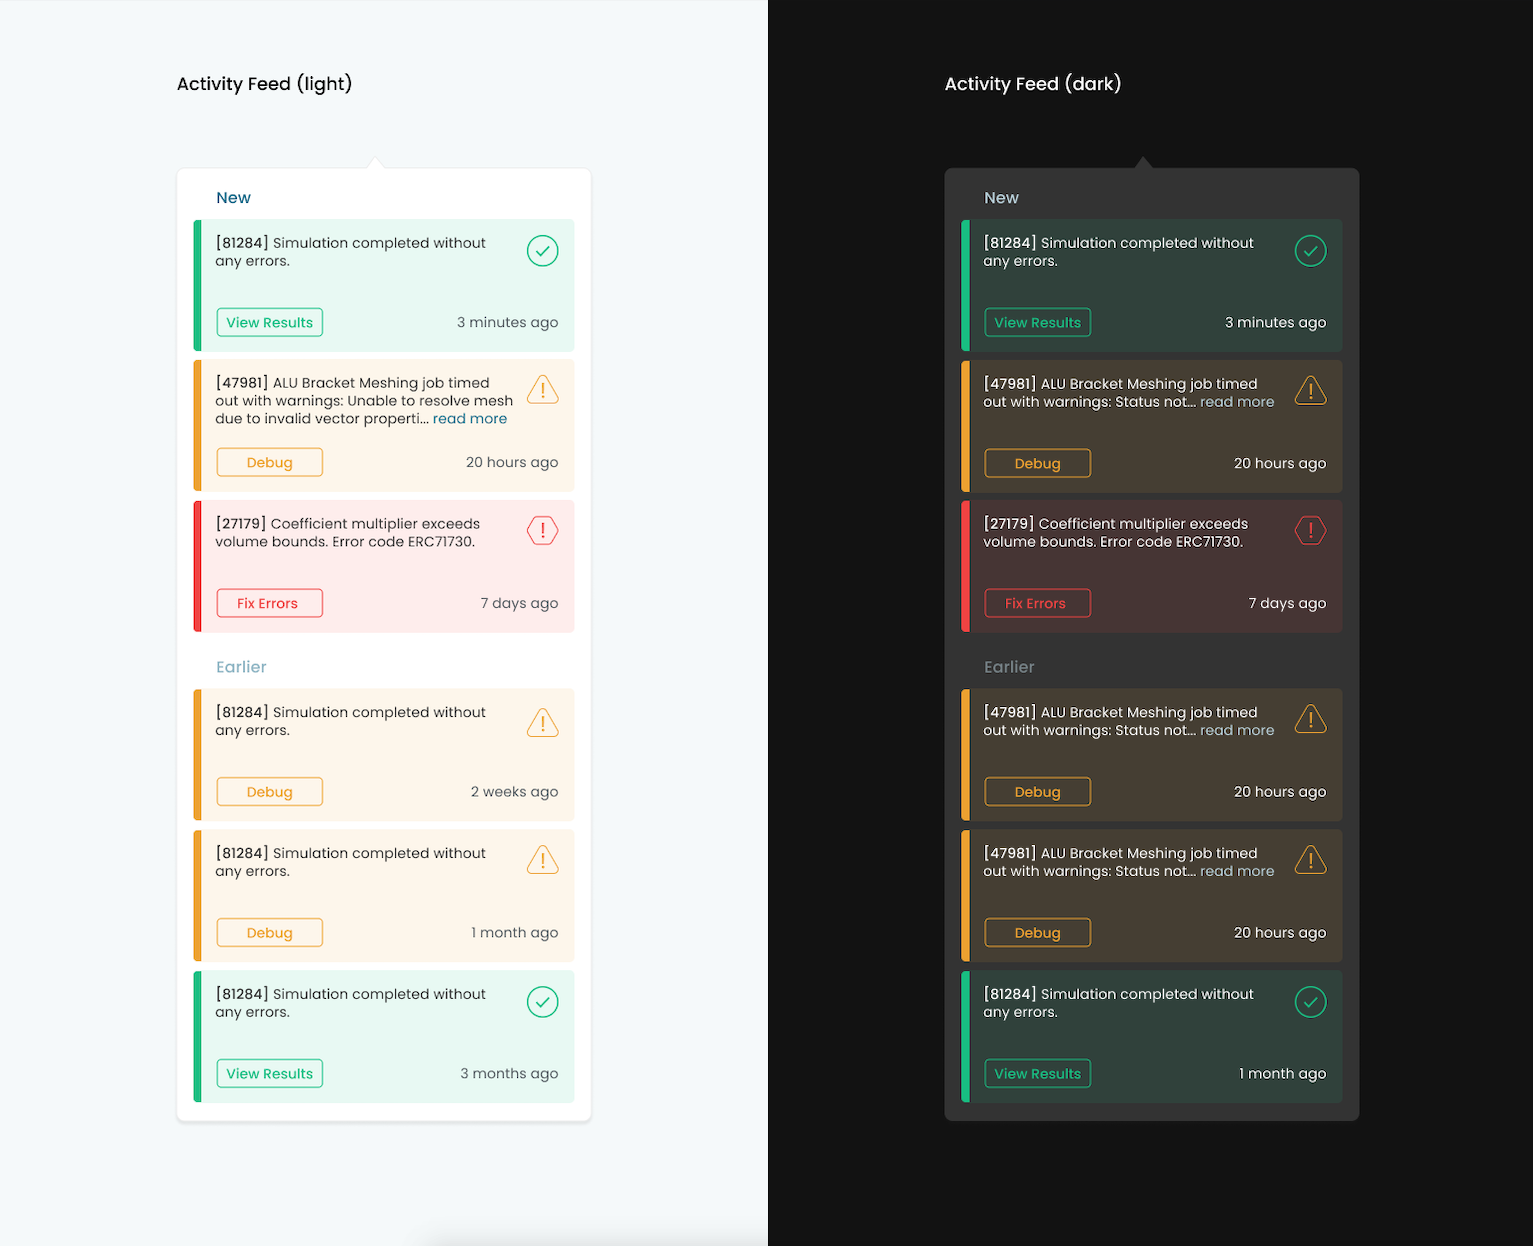 Activity Feed (light)
New
[81284] Simulation completed without
any errors.
View Results
3 minutes ago
[47981] ALU Bracket Meshing job timed
out with warnings: Unable to resolve mesh
due to invalid vector properti... read more
Debug
20 hours ago
[27179] Coefficient multiplier exceeds
volume bounds. Error code ERC71730.
Fix Errors
7 days ago
Earlier
[81284] Simulation completed without
any errors.
Debug
2 weeks ago
[81284] Simulation completed without
any errors.
Debug
1 month ago
[81284] Simulation completed without
any errors.
View Results
3 months ago
Activity Feed (dark)
New
[81284] Simulation completed without
any errors.
View Results
3 minutes ago
[47981] ALU Bracket Meshing job timed
out with warnings: Status not... read more
Debug
20 hours ago
[27179] Coefficient multiplier exceeds
volume bounds. Error code ERC71730.
Fix Errors
7 days ago
Earlier
[47981] ALU Bracket Meshing job timed
out with warnings: Status not... read more
Debug
20 hours ago
[47981] ALU Bracket Meshing job timed
out with warnings: Status not... read more
Debug
20 hours ago
[81284] Simulation completed without
any errors.
View Results
1 month ago